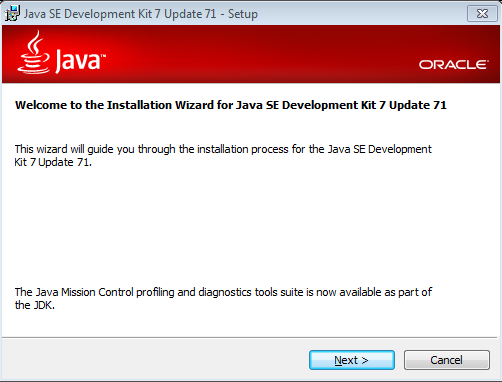 Java SE Development Kit 7 Update 71 - Setup
Java™
ORACLE®
Welcome to the Installation Wizard for Java SE Development Kit 7 Update 71
This wizard will guide you through the installation process for the Java SE Development
Kit 7 Update 71.
The Java Mission Control profiling and diagnostics tools suite is now available as part of
the JDK.
Next >
Cancel